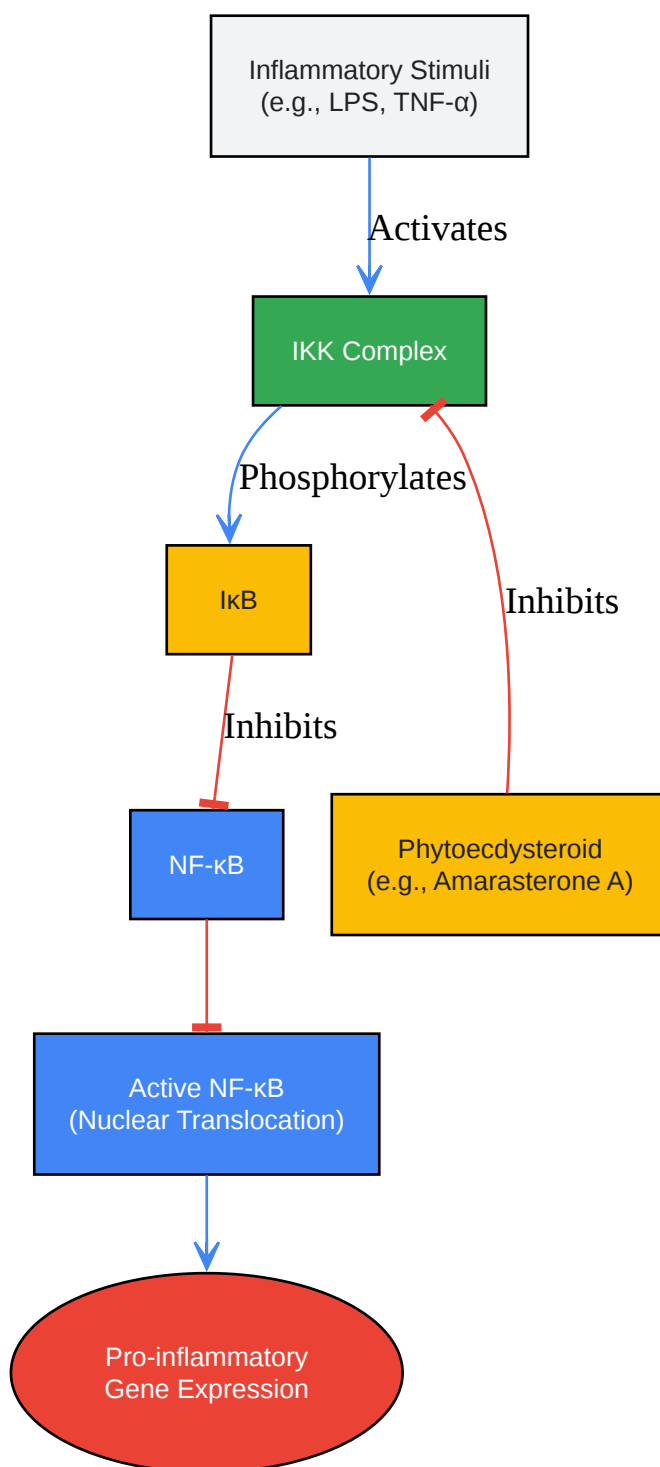 Inflammatory Stimuli
(e.g., LPS, TNF-α)
Activates
IKK Complex
Phosphorylates
IκB
Inhibits
Inhibits
NF-κB
Phytoecdysteroid
(e.g., Amarasterone A)
Active NF-κB
(Nuclear Translocation)
Pro-inflammatory
Gene Expression